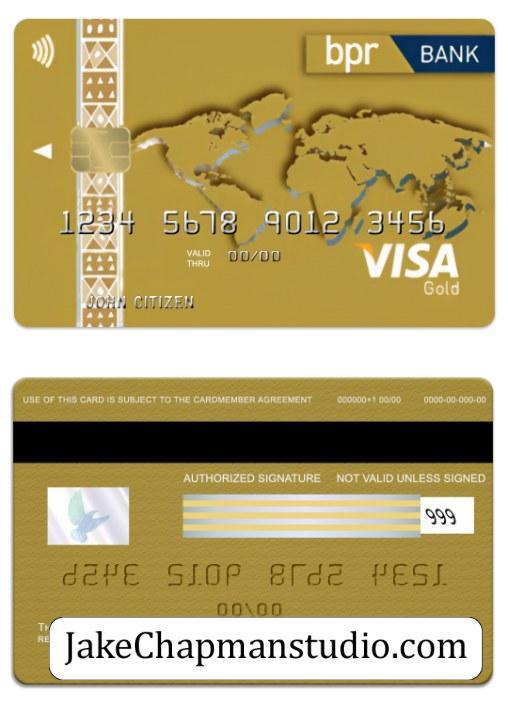 bpr BANK
1234 5678 9012 3456
VALID
THRU 00/00
VISA
Gold
JOHN CITIZEN
USE OF THIS CARD IS SUBJECT TO THE CARDMEMBER AGREEMENT 000000+1 00/00 0000-00-000-00
AUTHORIZED SIGNATURE NOT VALID UNLESS SIGNED
999
00/00
JakeChapmanstudio.com